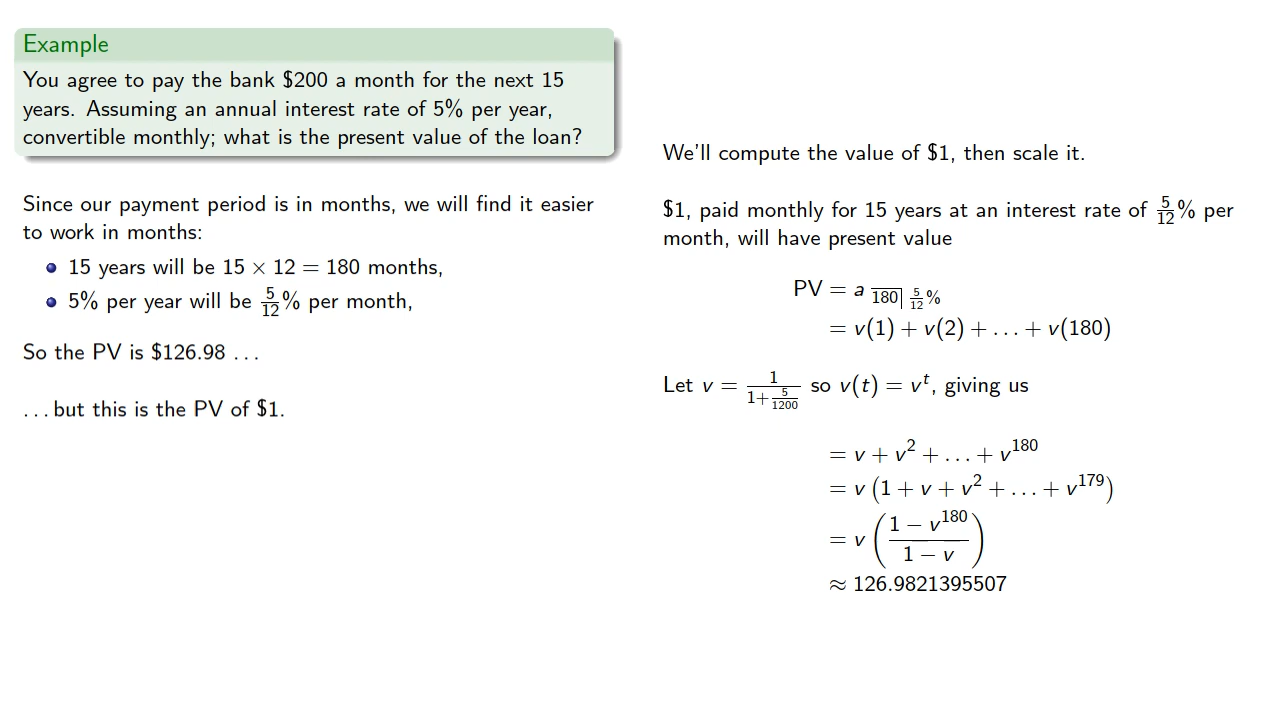 Example
You agree to pay the bank $200 a month for the next 15
years. Assuming an annual interest rate of 5% per year,
convertible monthly; what is the present value of the loan?
Since our payment period is in months, we will find it easier
to work in months:
15 years will be 15 × 12 = 180 months,
5% per year will be 5/12% per month,
So the PV is $126.98 ...
...but this is the PV of $1.
We'll compute the value of $1, then scale it.
$1, paid monthly for 15 years at an interest rate of 5/12% per
month, will have present value
PV = a 180| 5/12%
= v(1) + v(2) + ... + v(180)
Let v = 1/(1+5/1200) so v(t) = v^t, giving us
= v + v^2 + ... + v^180
= v (1 + v + v^2 + ... + v^179)
= v ((1 − v^180)/(1 − v))
≈ 126.9821395507